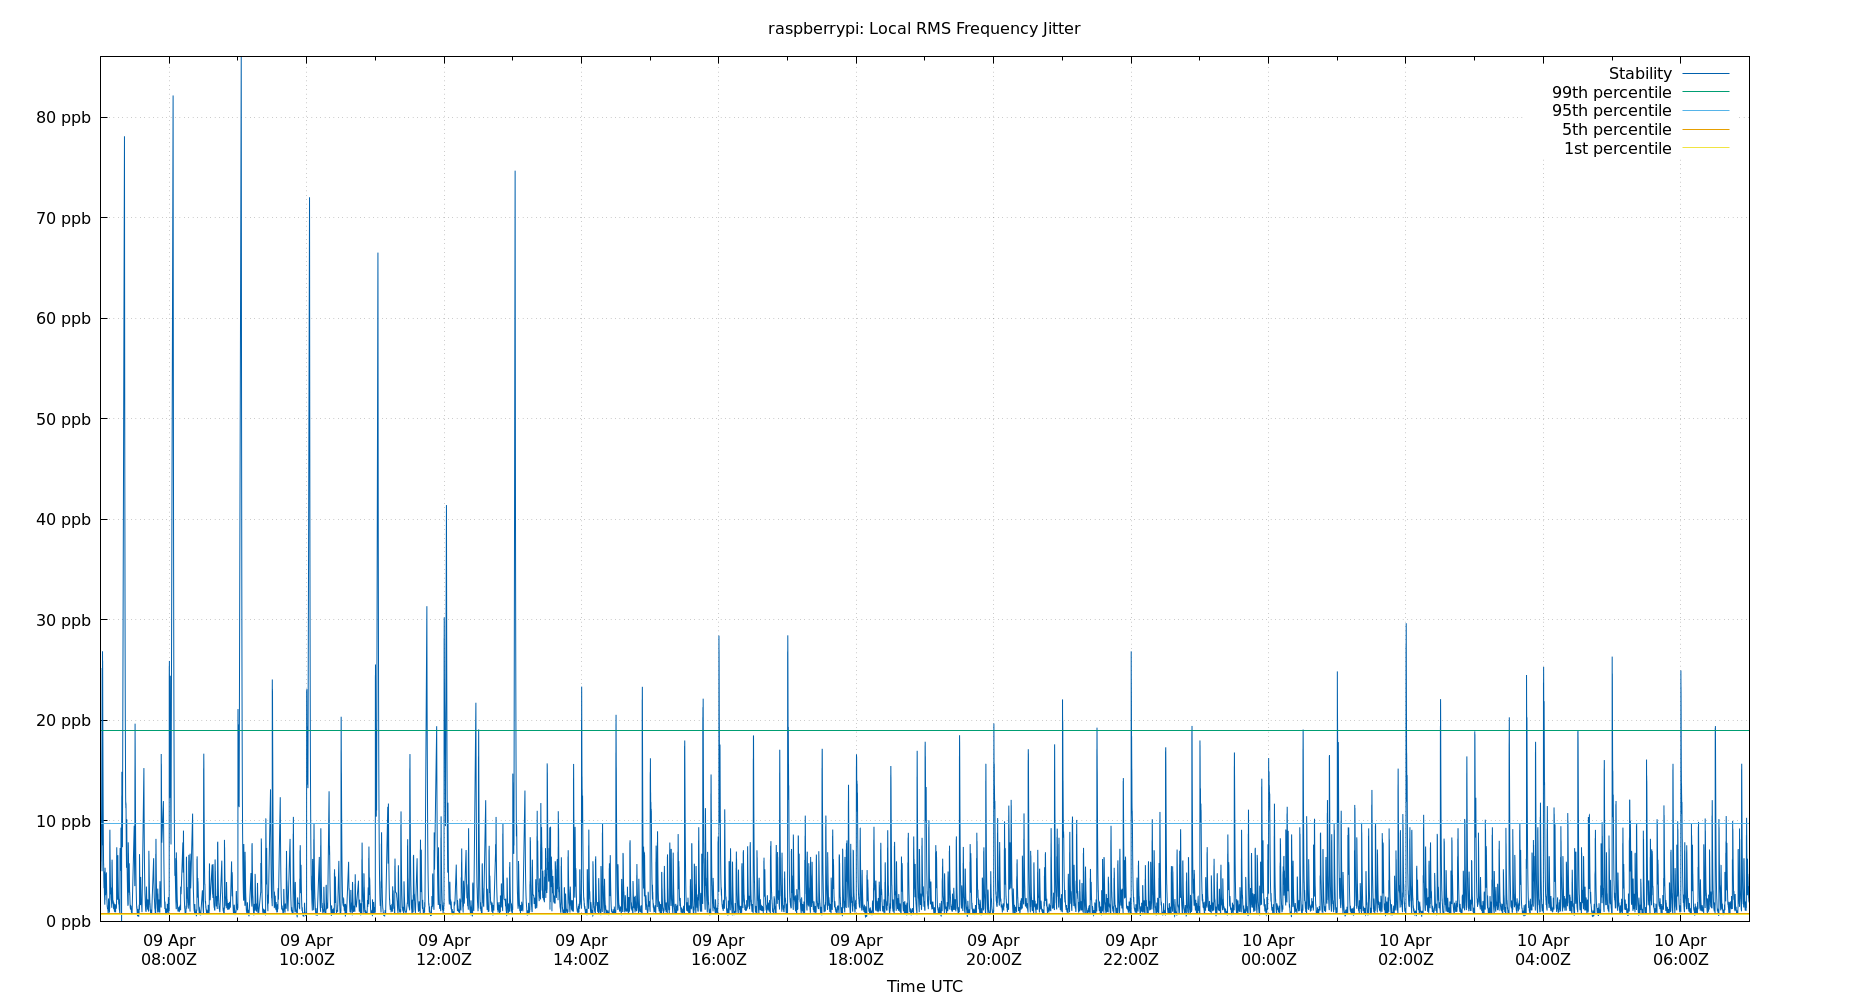 raspberrypi: Local RMS Frequency Jitter
Stability
99th percentile
95th percentile
5th percentile
1st percentile
80 ppb
70 ppb
60 ppb
50 ppb
40 ppb
30 ppb
20 ppb
10 ppb
0 ppb
09 Apr 09 Apr 09 Apr 09 Apr 09 Apr 09 Apr 09 Apr 09 Apr 10 Apr 10 Apr 10 Apr 10 Apr
08:00Z 10:00Z 12:00Z 14:00Z 16:00Z 18:00Z 20:00Z 22:00Z 00:00Z 02:00Z 04:00Z 06:00Z
Time UTC